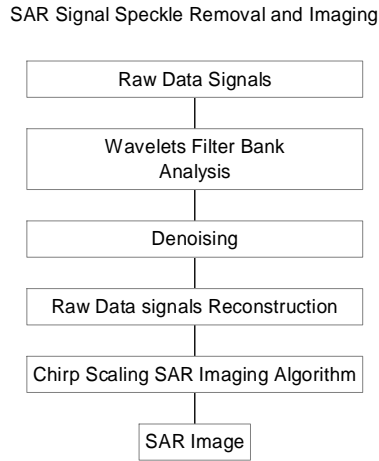 SAR Signal Speckle Removal and Imaging
Raw Data Signals
Wavelets Filter Bank
Analysis
Denoising
Raw Data signals Reconstruction
Chirp Scaling SAR Imaging Algorithm
SAR Image